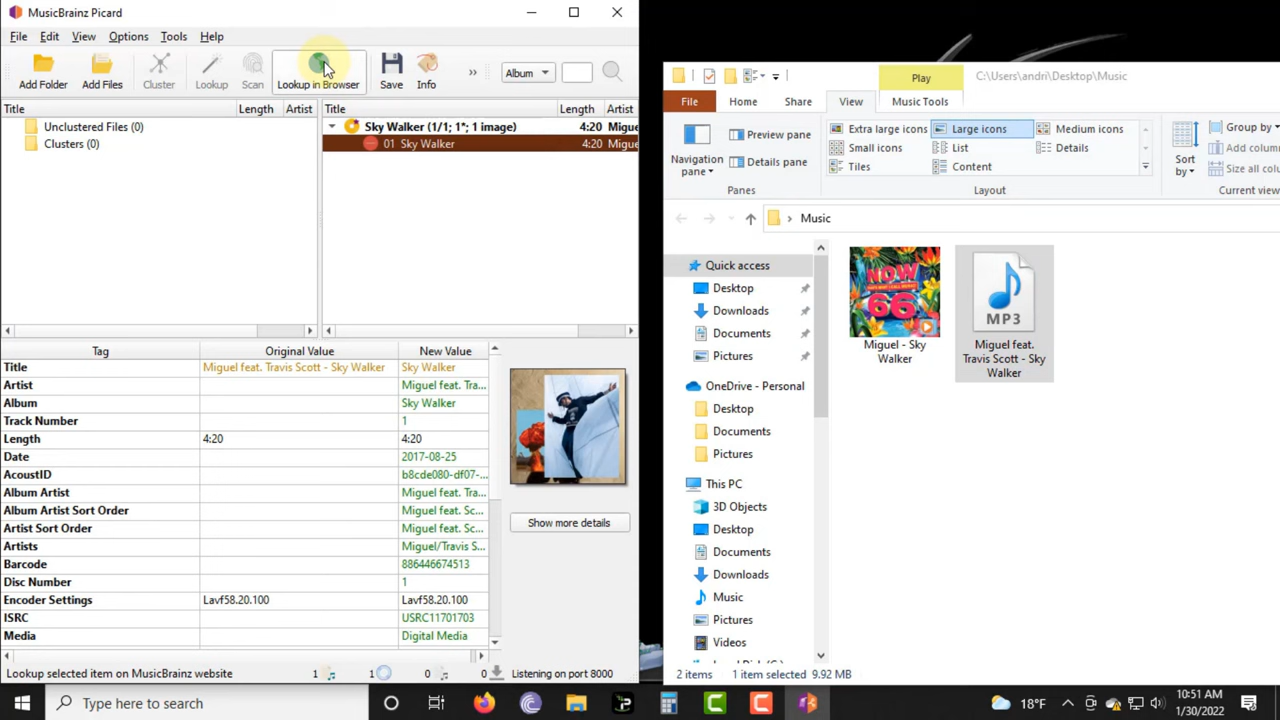 MusicBrainz Picard
File Edit View Options Tools Help
Add Folder Add Files Cluster Lookup Scan Lookup in Browser Save Info » Album
Title Length Artist Title Length Artist
Unclustered Files (0)
Clusters (0)
Sky Walker (1/1; 1*; 1 image) 4:20 Migue
01 Sky Walker 4:20 Migue
Tag Original Value New Value
Title Miguel feat. Travis Scott - Sky Walker Sky Walker
Artist Miguel feat. Tra...
Album Sky Walker
Track Number 1
Length 4:20 4:20
Date 2017-08-25
AcoustID b8cde080-df07-...
Album Artist Miguel feat. Tra...
Album Artist Sort Order Miguel feat. Sc...
Artist Sort Order Miguel feat. Sc...
Artists Miguel/Travis S...
Barcode 886446674513
Disc Number 1
Encoder Settings Lavf58.20.100 Lavf58.20.100
ISRC USRC11701703
Media Digital Media
Show more details
Lookup selected item on MusicBrainz website 1 1 0 0 Listening on port 8000
Play C:\Users\andri\Desktop\Music
File Home Share View Music Tools
Navigation pane
Preview pane
Details pane
Panes
Extra large icons Large icons Medium icons
Small icons List Details
Tiles Content
Layout
Sort by
Group by
Add colum
Size all col
Current view
Music
Quick access
Desktop
Downloads
Documents
Pictures
OneDrive - Personal
Desktop
Documents
Pictures
This PC
3D Objects
Desktop
Documents
Downloads
Music
Pictures
Videos
NOW
66
Miguel - Sky
Walker
MP3
Miguel feat.
Travis Scott - Sky
Walker
2 items 1 item selected 9.92 MB
Type here to search
18°F
10:51 AM
1/30/2022